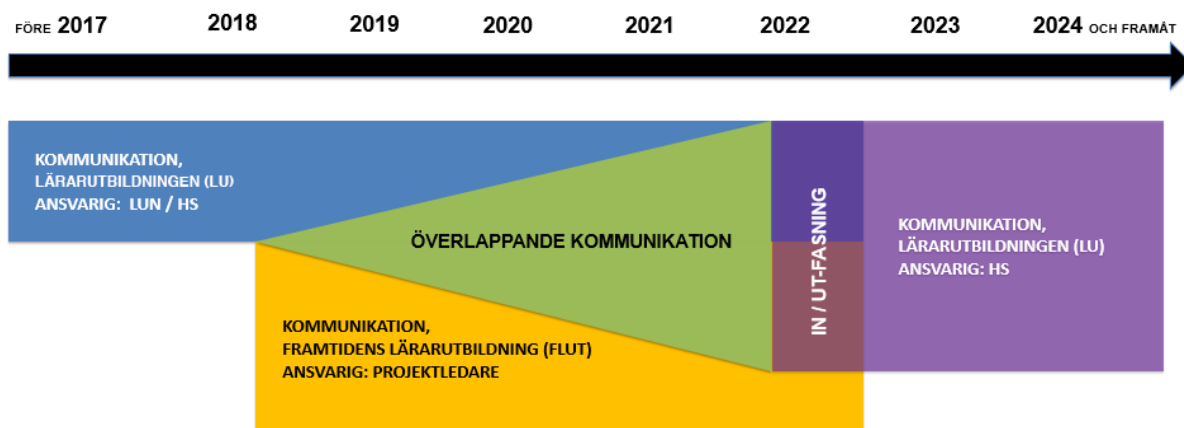 FÖRE 2017 2018 2019 2020 2021 2022 2023 2024 OCH FRAMÅT
KOMMUNIKATION,
LÄRARUTBILDNINGEN (LU)
ANSVARIG: LUN / HS
ÖVERLAPPANDE KOMMUNIKATION
KOMMUNIKATION,
FRAMTIDENS LÄRARUTBILDNING (FLUT)
ANSVARIG: PROJEKTLEDARE
IN / UT-FASNING
KOMMUNIKATION,
LÄRARUTBILDNINGEN (LU)
ANSVARIG: HS